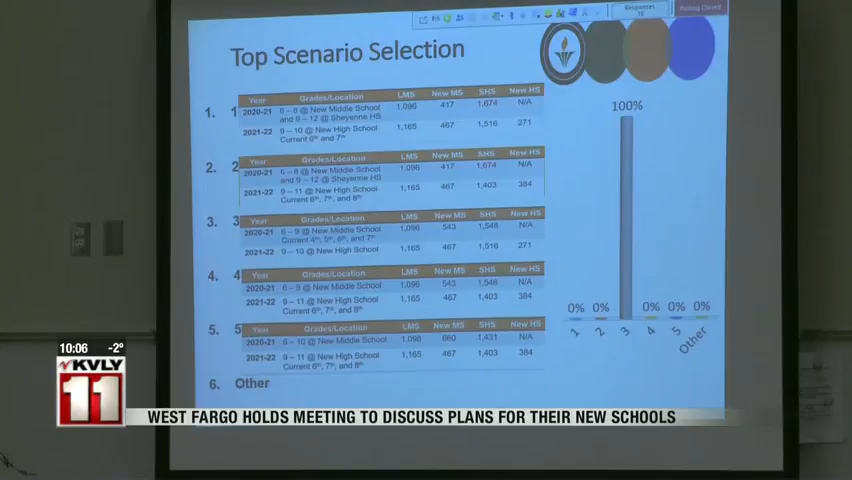 Responses
Polling Closed
Top Scenario Selection
1. 1 Year Grades/Location LMS New MS SHS New HS
2020-21 6 – 8 @ New Middle School and 9 – 12 @ Sheyenne HS 1,096 417 1,674 N/A
2021-22 9 – 10 @ New High School Current 6th and 7th 1,165 467 1,516 271
2. 2 Year Grades/Location LMS New MS SHS New HS
2020-21 6 – 8 @ New Middle School and 9 – 12 @ Sheyenne HS 1,096 417 1,674 N/A
2021-22 9 – 11 @ New High School Current 6th, 7th, and 8th 1,165 467 1,403 384
3. 3 Year Grades/Location LMS New MS SHS New HS
2020-21 6 – 9 @ New Middle School Current 4th, 5th, 6th, and 7th 1,096 543 1,548 N/A
2021-22 9 – 10 @ New High School 1,165 467 1,516 271
4. 4 Year Grades/Location LMS New MS SHS New HS
2020-21 6 – 9 @ New Middle School 1,096 543 1,548 N/A
2021-22 9 – 11 @ New High School Current 6th, 7th, and 8th 1,165 467 1,403 384
5. 5 Year Grades/Location LMS New MS SHS New HS
2020-21 6 – 10 @ New Middle School 1,096 660 1,431 N/A
2021-22 9 – 11 @ New High School Current 6th, 7th, and 8th 1,165 467 1,403 384
6. Other
100%
0% 0% 0% 0% 0%
1 2 3 4 5 Other
10:06 -2°
KVLY
11
WEST FARGO HOLDS MEETING TO DISCUSS PLANS FOR THEIR NEW SCHOOLS